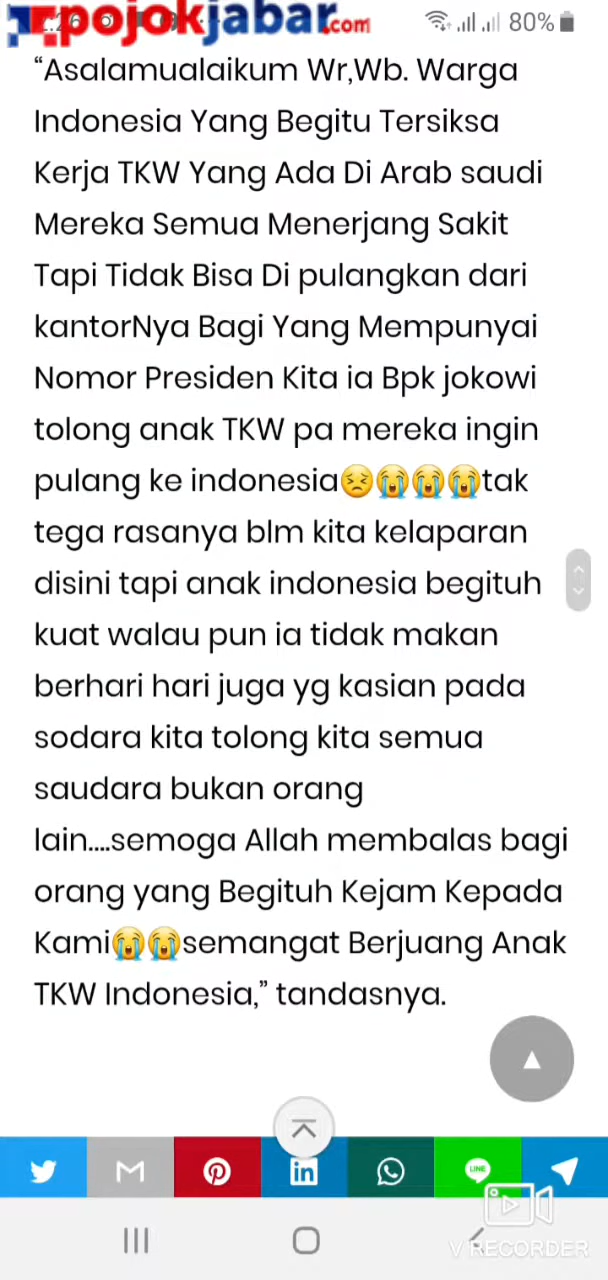 pojokjabar.com
80%
“Asalamualaikum Wr,Wb. Warga
Indonesia Yang Begitu Tersiksa
Kerja TKW Yang Ada Di Arab saudi
Mereka Semua Menerjang Sakit
Tapi Tidak Bisa Di pulangkan dari
kantorNya Bagi Yang Mempunyai
Nomor Presiden Kita ia Bpk jokowi
tolong anak TKW pa mereka ingin
pulang ke indonesia😣😭😭😭tak
tega rasanya blm kita kelaparan
disini tapi anak indonesia begituh
kuat walau pun ia tidak makan
berhari hari juga yg kasian pada
sodara kita tolong kita semua
saudara bukan orang
lain....semoga Allah membalas bagi
orang yang Begituh Kejam Kepada
Kami😭😭semangat Berjuang Anak
TKW Indonesia,” tandasnya.
in
LINE
V RECORDER